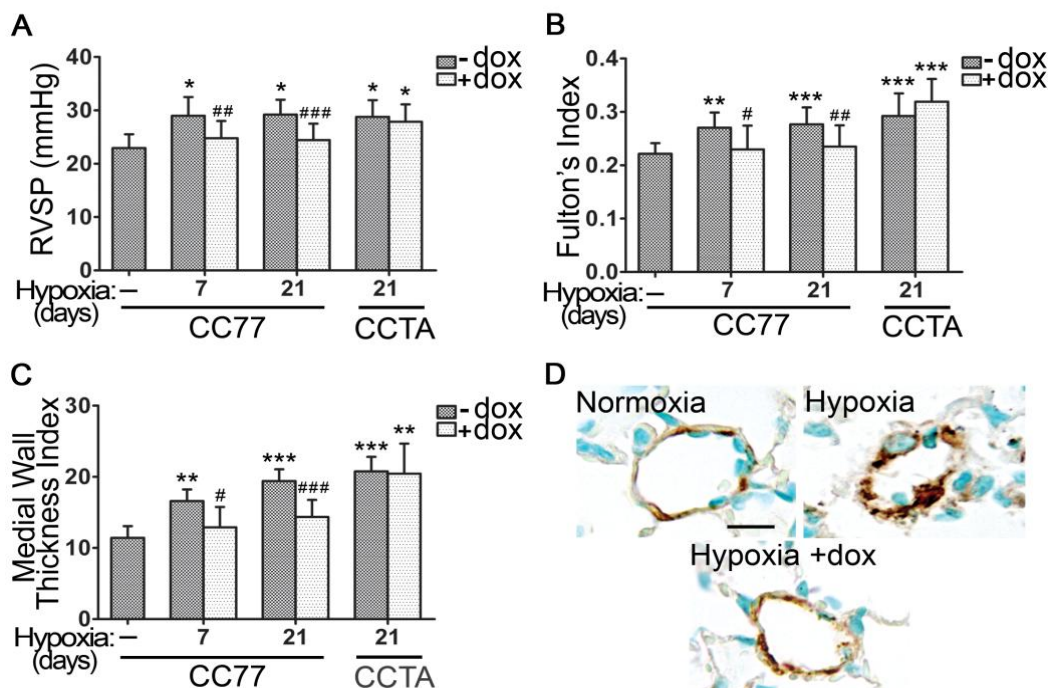 A
RVSP (mmHg)
40
30
20
10
0
* ## * ### * *
-dox
+dox
Hypoxia: – 7 21 21
(days)
CC77 CCTA
B
Fulton's Index
0.4
0.3
0.2
0.1
0.0
** # *** ## *** ***
-dox
+dox
Hypoxia: – 7 21 21
(days)
CC77 CCTA
C
Medial Wall
Thickness Index
30
20
10
0
** # *** ### *** **
-dox
+dox
Hypoxia: – 7 21 21
(days)
CC77 CCTA
D
Normoxia
Hypoxia
Hypoxia +dox